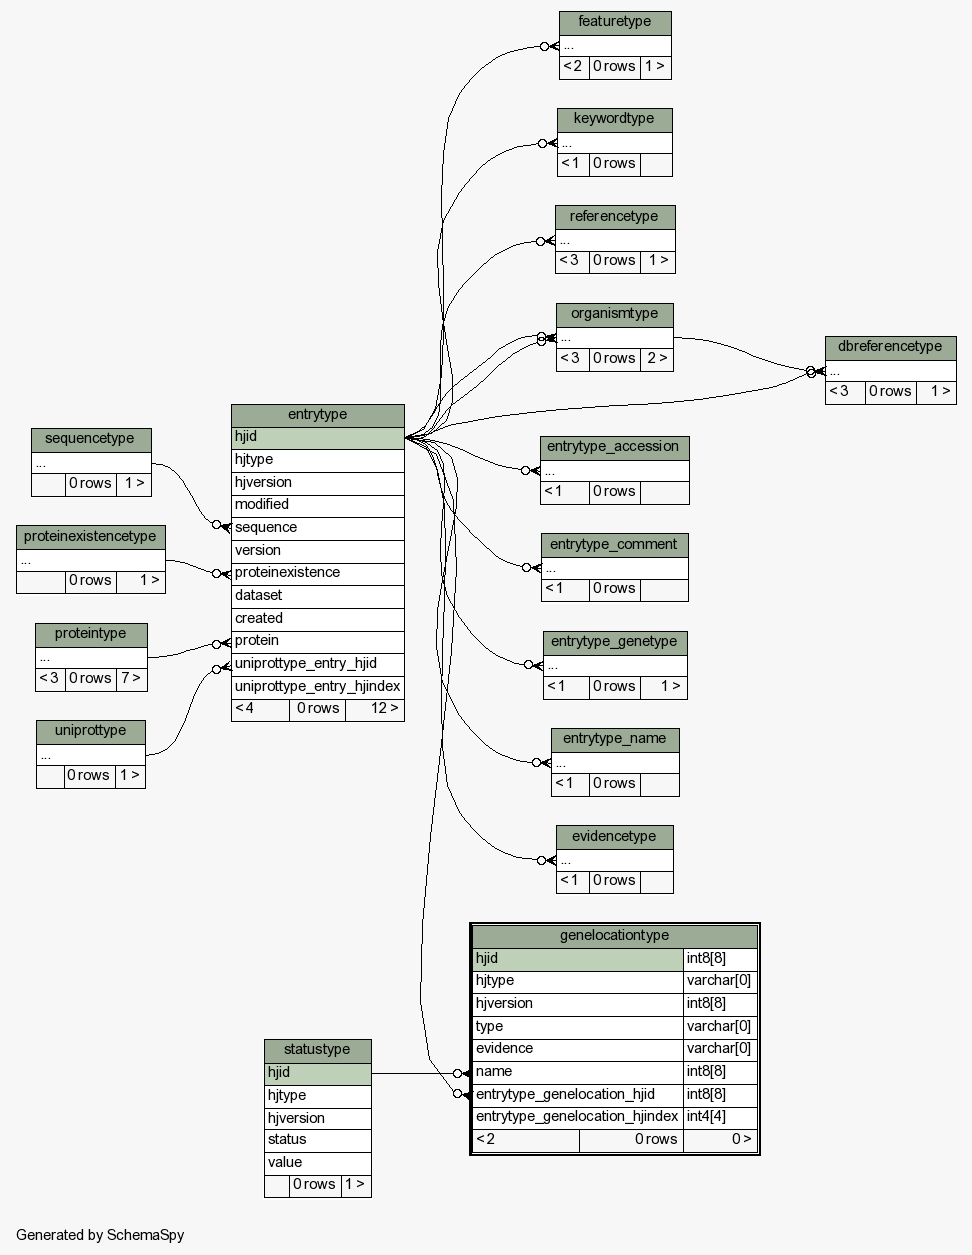 featuretype
...
< 2 0 rows 1 >
keywordtype
...
< 1 0 rows
referencetype
...
< 3 0 rows 1 >
organismtype
...
< 3 0 rows 2 >
dbreferencetype
...
< 3 0 rows 1 >
entrytype
hjid
hjtype
hjversion
modified
sequence
version
proteinexistence
dataset
created
protein
uniprottype_entry_hjid
uniprottype_entry_hjindex
< 4 0 rows 12 >
sequencetype
...
0 rows 1 >
proteinexistencetype
...
0 rows 1 >
proteintype
...
< 3 0 rows 7 >
uniprottype
...
0 rows 1 >
entrytype_accession
...
< 1 0 rows
entrytype_comment
...
< 1 0 rows
entrytype_genetype
...
< 1 0 rows 1 >
entrytype_name
...
< 1 0 rows
evidencetype
...
< 1 0 rows
genelocationtype
hjid int8[8]
hjtype varchar[0]
hjversion int8[8]
type varchar[0]
evidence varchar[0]
name int8[8]
entrytype_genelocation_hjid int8[8]
entrytype_genelocation_hjindex int4[4]
< 2 0 rows 0 >
statustype
hjid
hjtype
hjversion
status
value
0 rows 1 >
Generated by SchemaSpy